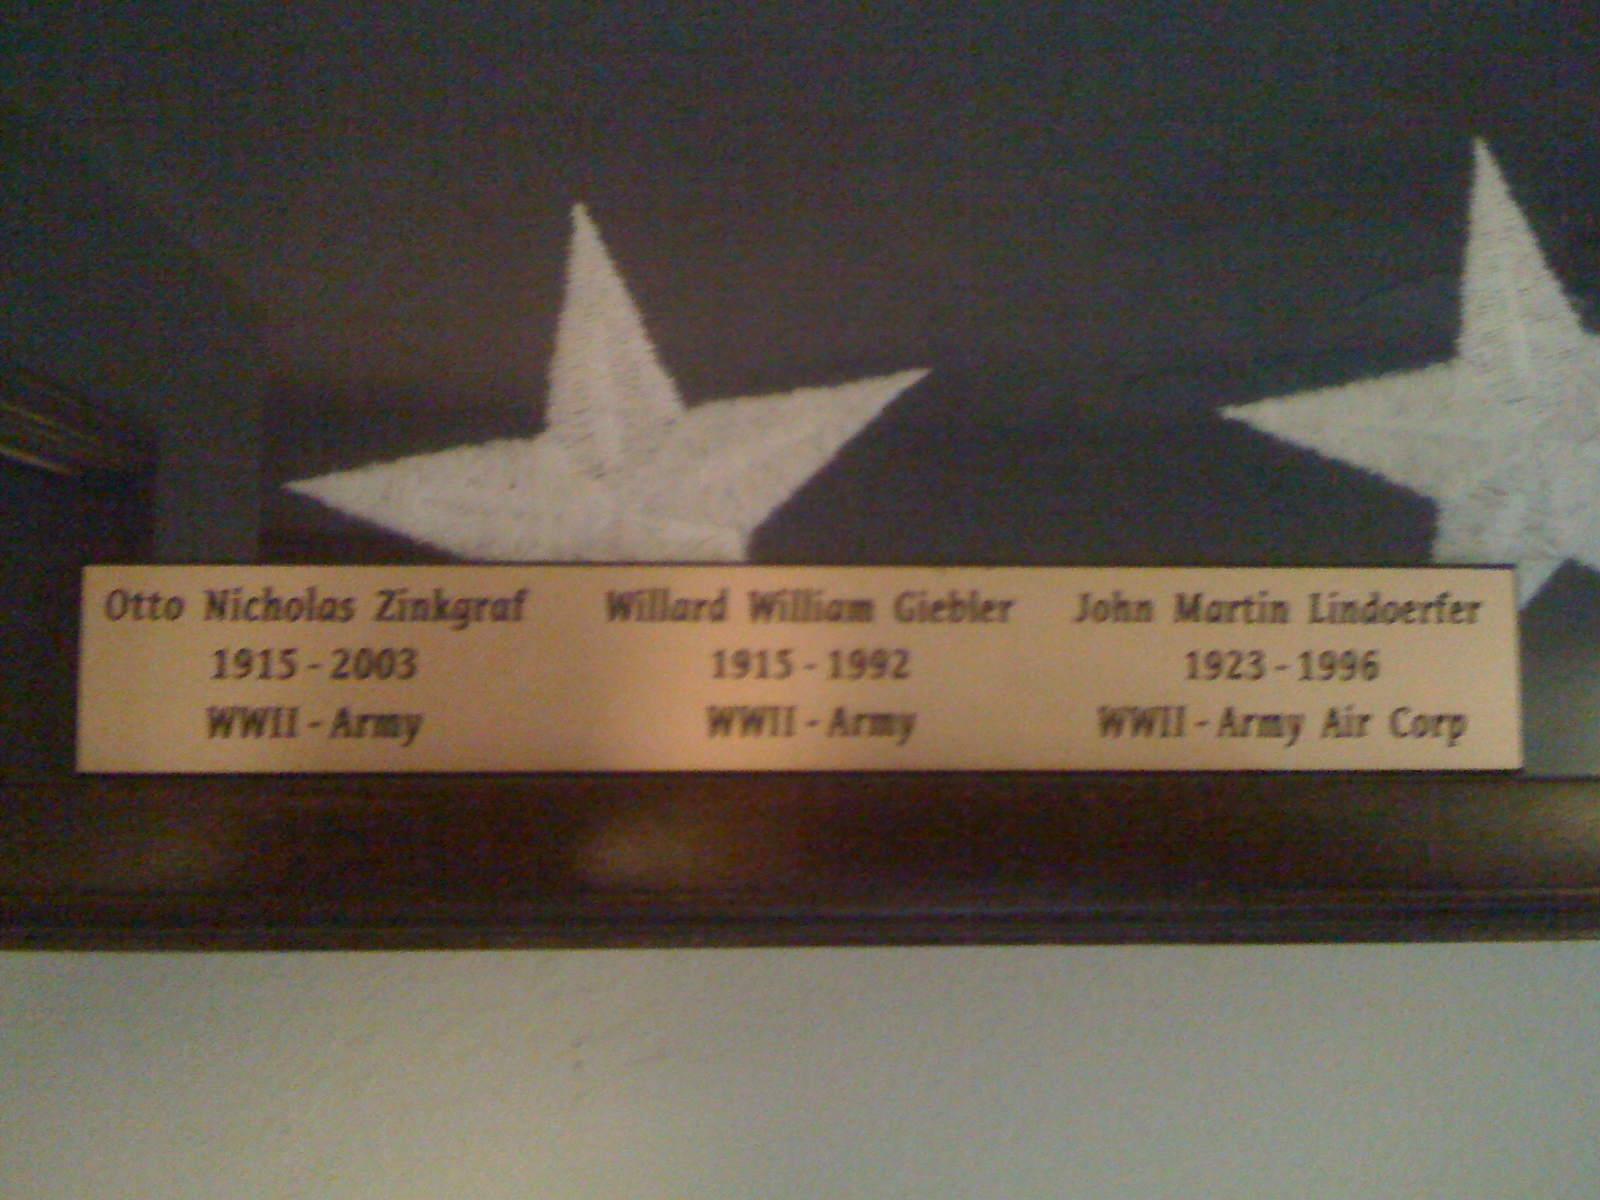 Otto Nicholas Zinkgraf Willard William Giebler John Martin Lindoerfer
1915 - 2003 1915 - 1992 1923 - 1996
WWII - Army WWII - Army WWII - Army Air Corp